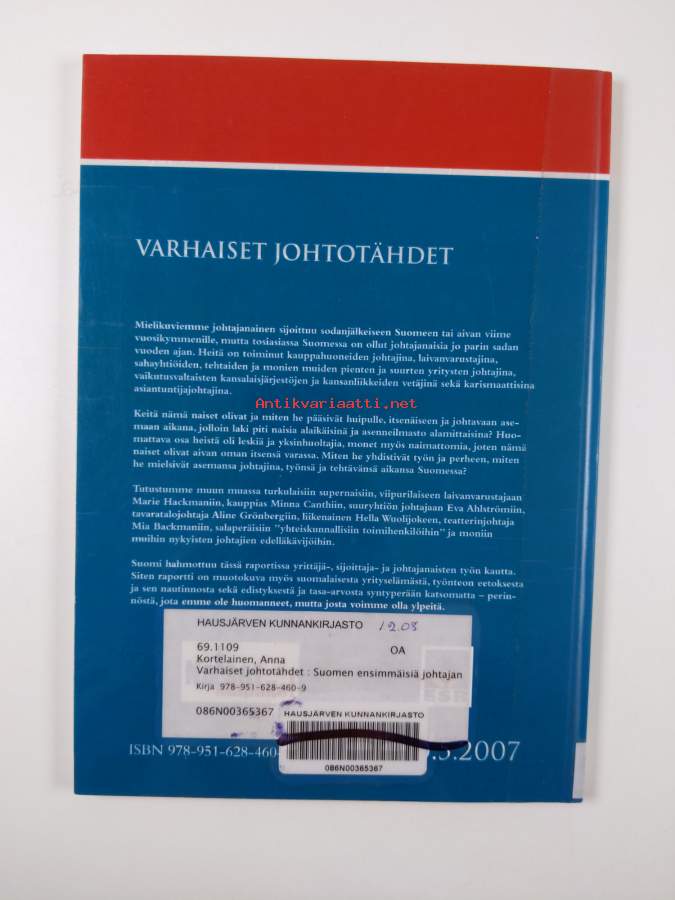 VARHAISET JOHTOTÄHDET
Mielikuviemme johtajanainen sijoittuu sodanjälkeiseen Suomeen tai aivan viime
vuosikymmenille, mutta tosiasiassa Suomessa on ollut johtajanaisia jo parin sadan
vuoden ajan. Heitä on toiminut kauppahuoneiden johtajina, laivanvarustajina,
sahayhtiöiden, tehtaiden ja monien muiden pienten ja suurten yritysten johtajina,
vaikutusvaltaisten kansalaisjärjestöjen ja kansanliikkeiden vetäjinä sekä karismaattisina
asiantuntijajohtajina.
Antikvariaatti.net
Keitä nämä naiset olivat ja miten he pääsivät huipulle, itsenäiseen ja johtavaan ase-
maan aikana, jolloin laki piti naisia alaikäisinä ja asenneilmasto alamittaisina? Huo-
mattava osa heistä oli leskiä ja yksinhuoltajia, monet myös naimattomia, joten nämä
naiset olivat aivan oman itsensä varassa. Miten he yhdistivät työn ja perheen, miten
he mielsivät asemansa johtajina, työnsä ja tehtävänsä aikansa Suomessa?
Tutustumme muun muassa turkulaisiin supernaisiin, viipurilaiseen laivanvarustajaan
Marie Hackmaniin, kauppias Minna Canthiin, suuryhtiön johtajaan Eva Ahlströmiin,
tavaratalojohtaja Aline Grönbergiin, liikenainen Hella Wuolijokeen, teatterinjohtaja
Mia Backmaniin, salaperäisiin "yhteiskunnallisiin toimihenkilöihin" ja moniin
muihin nykyisten johtajien edelläkävijöihin.
Suomi hahmottuu tässä raportissa yrittäjä-, sijoittaja- ja johtajanaisten työn kautta.
Siten raportti on muotokuva myös suomalaisesta yrityselämästä, työnteon eetoksesta
ja sen nautinnosta sekä edistyksestä ja tasa-arvosta syntyperään katsomatta – perin-
nöstä, jota emme ole huomanneet, mutta josta voimme olla ylpeitä.
HAUSJÄRVEN KUNNANKIRJASTO 12.08
69.1109 OA
Kortelainen, Anna
Varhaiset johtotähdet : Suomen ensimmäisiä johtajan
Kirja 978-951-628-460-9
086N00365367
HAUSJÄRVEN KUNNANKIRJASTO
086N00365367
ISBN 978-951-628-460
.3.2007